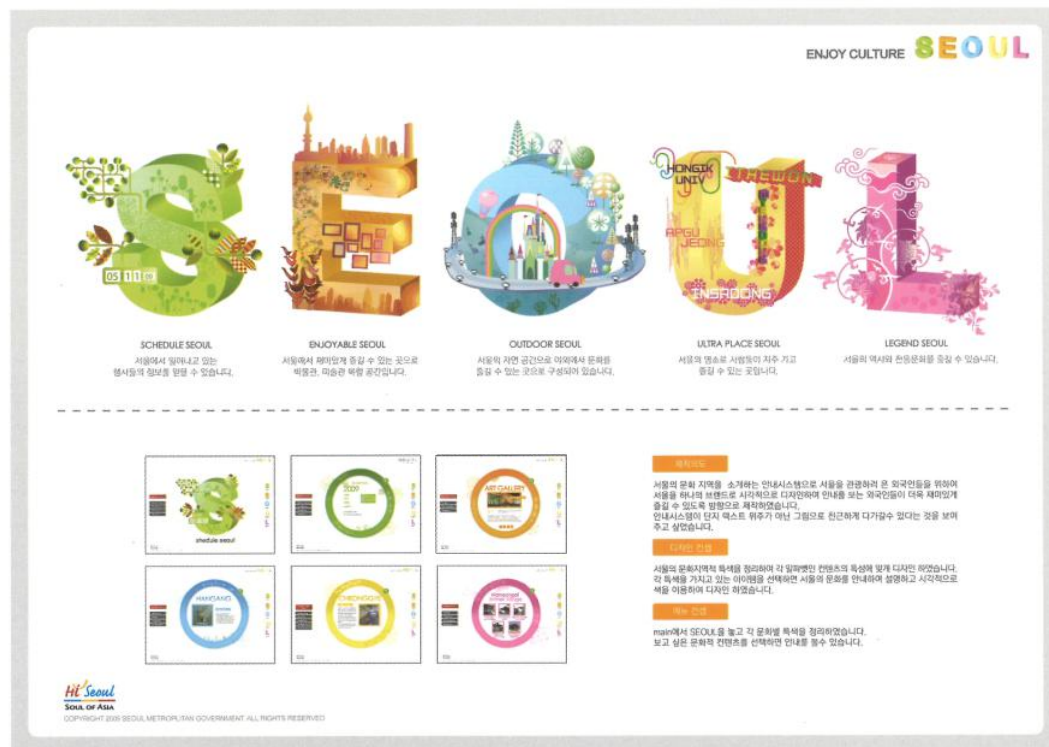 ENJOY CULTURE SEOUL
HONGIK
UNIV
ITAEWON
APGU
JEONG
INSADONG
05 11 09
SCHEDULE SEOUL
서울에서 일어나고 있는
행사들의 정보를 얻을 수 있습니다.
ENJOYABLE SEOUL
서울에서 재미있게 즐길 수 있는 곳으로
박물관, 미술관 북항 공간입니다.
OUTDOOR SEOUL
서울의 자연 공간으로 야외에서 문화를
즐길 수 있는 곳으로 구성되어 있습니다.
ULTRA PLACE SEOUL
서울의 명소로 사람들이 자주 가고
즐길 수 있는 곳입니다.
LEGEND SEOUL
서울의 역사와 전통문화를 즐길 수 있습니다.
shedule seoul
2009
ART GALLERY
HANGANG
CHEONGGYE
제작의도
서울의 문화 지역을 소개하는 안내시스템으로 서울을 관광하러 온 외국인들을 위하여
서울을 하나의 브랜드로 시각적으로 디자인하여 안내를 보는 외국인들이 더욱 재미있게
즐길 수 있도록 방향으로 제작하였습니다.
안내시스템이 단지 텍스트 위주가 아닌 그림으로 친근하게 다가갈수 있다는 것을 보여
주고 싶었습니다.
디자인 컨셉
서울의 문화지역적 특색을 정리하여 각 알파벳인 컨텐츠의 특성에 맞게 디자인 하였습니다.
각 특색을 가지고 있는 아이템을 선택하면 서울의 문화를 안내하며 설명하고 시각적으로
색을 이용하여 디자인 하였습니다.
메뉴 컨셉
main에서 SEOUL을 놓고 각 문화별 특색을 정리하였습니다.
보고 싶은 문화적 컨텐츠를 선택하면 안내를 볼수 있습니다.
Hi Seoul
SOUL OF ASIA
COPYRIGHT 2009 SEOUL METROPOLITAN GOVERNMENT ALL RIGHTS RESERVED